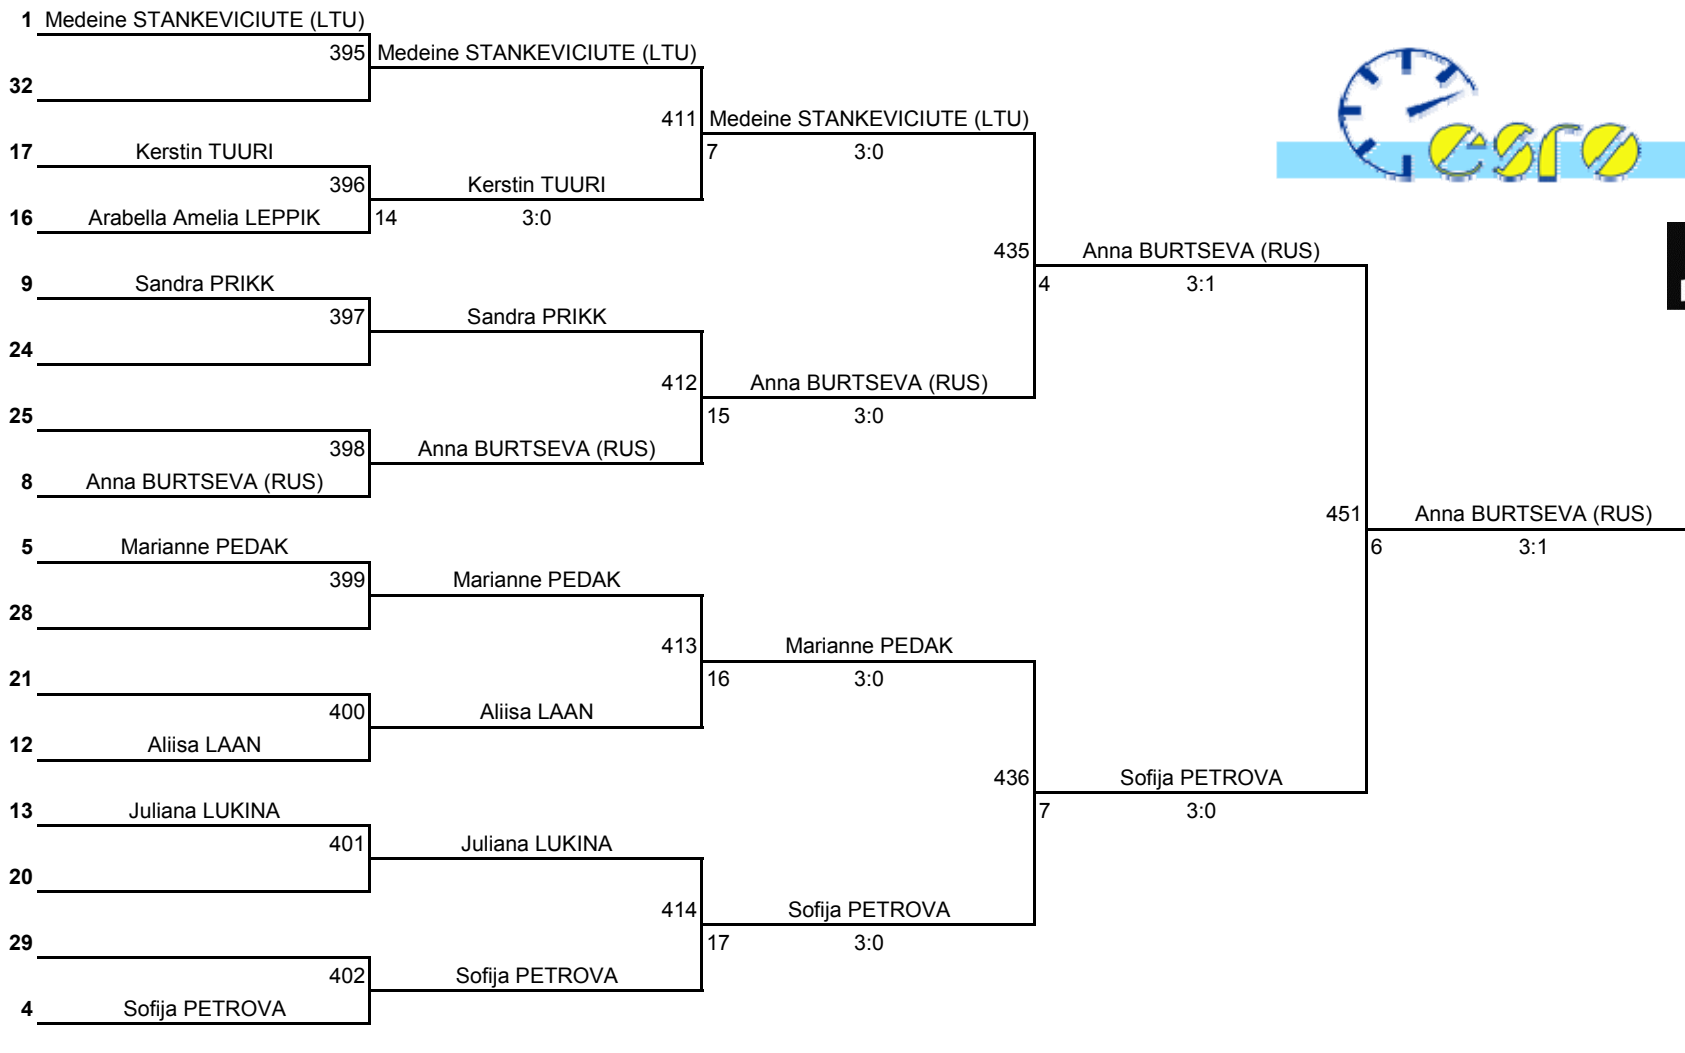 1 Medeine STANKEVICIUTE (LTU)
395 Medeine STANKEVICIUTE (LTU)
32
411 Medeine STANKEVICIUTE (LTU)
17 Kerstin TUURI
7 3:0
396 Kerstin TUURI
16 Arabella Amelia LEPPIK
14 3:0
435 Anna BURTSEVA (RUS)
9 Sandra PRIKK
4 3:1
397 Sandra PRIKK
24
412 Anna BURTSEVA (RUS)
25
15 3:0
398 Anna BURTSEVA (RUS)
8 Anna BURTSEVA (RUS)
451 Anna BURTSEVA (RUS)
5 Marianne PEDAK
6 3:1
399 Marianne PEDAK
28
413 Marianne PEDAK
21
16 3:0
400 Aliisa LAAN
12 Aliisa LAAN
436 Sofija PETROVA
13 Juliana LUKINA
7 3:0
401 Juliana LUKINA
20
414 Sofija PETROVA
29
17 3:0
402 Sofija PETROVA
4 Sofija PETROVA
esro